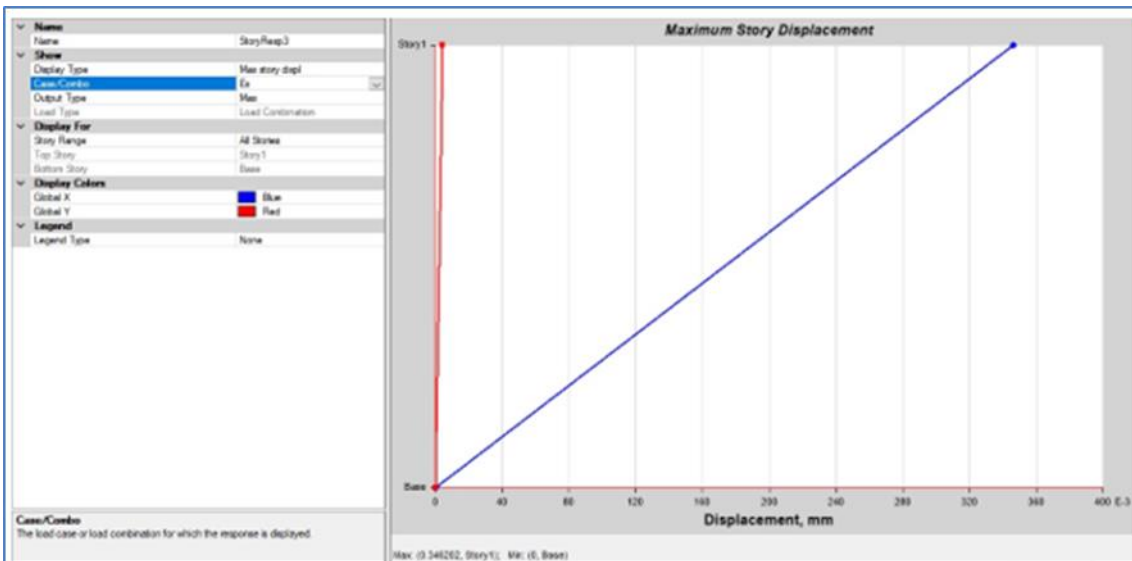 Name
Name StoryResp3
Show
Display Type Max story displ
Case/Combo Ex
Output Type Max
Load Type Load Combination
Display For
Story Range All Stories
Top Story Story1
Bottom Story Base
Display Colors
Global X Blue
Global Y Red
Legend
Legend Type None
Case/Combo
The load case or load combination for which the response is displayed.
Maximum Story Displacement
Story1
Base
0 40 80 120 160 200 240 280 320 360 400 E-3
Displacement, mm
Max: (0.346202, Story1); Min: (0, Base)